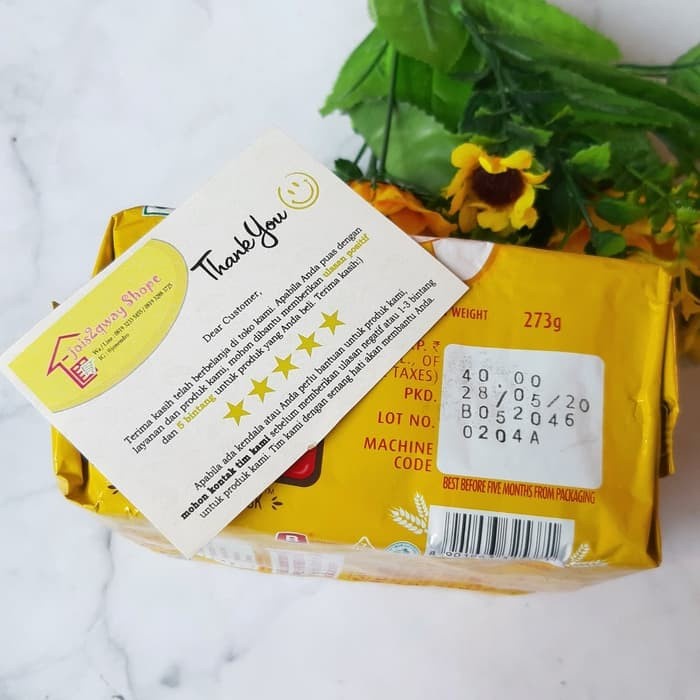 jois2qway Shope
Thank You
Dear Customer,
Terima kasih telah berbelanja di toko kami. Apabila Anda puas dengan
layanan dan produk kami, mohon dibantu memberikan ulasan positif
dan 5 bintang untuk produk yang Anda beli. Terima kasih:)
Apabila ada kendala atau Anda perlu bantuan untuk produk kami,
mohon kontak tim kami sebelum memberikan ulasan negatif atau 1-3 bintang
untuk produk kami. Tim kami dengan senang hati akan membantu Anda.
WEIGHT 273g
₹
OF
TAXES)
40.00
PKD. 28/05/20
LOT NO. B052046
MACHINE
CODE
0204A
BEST BEFORE FIVE MONTHS FROM PACKAGING